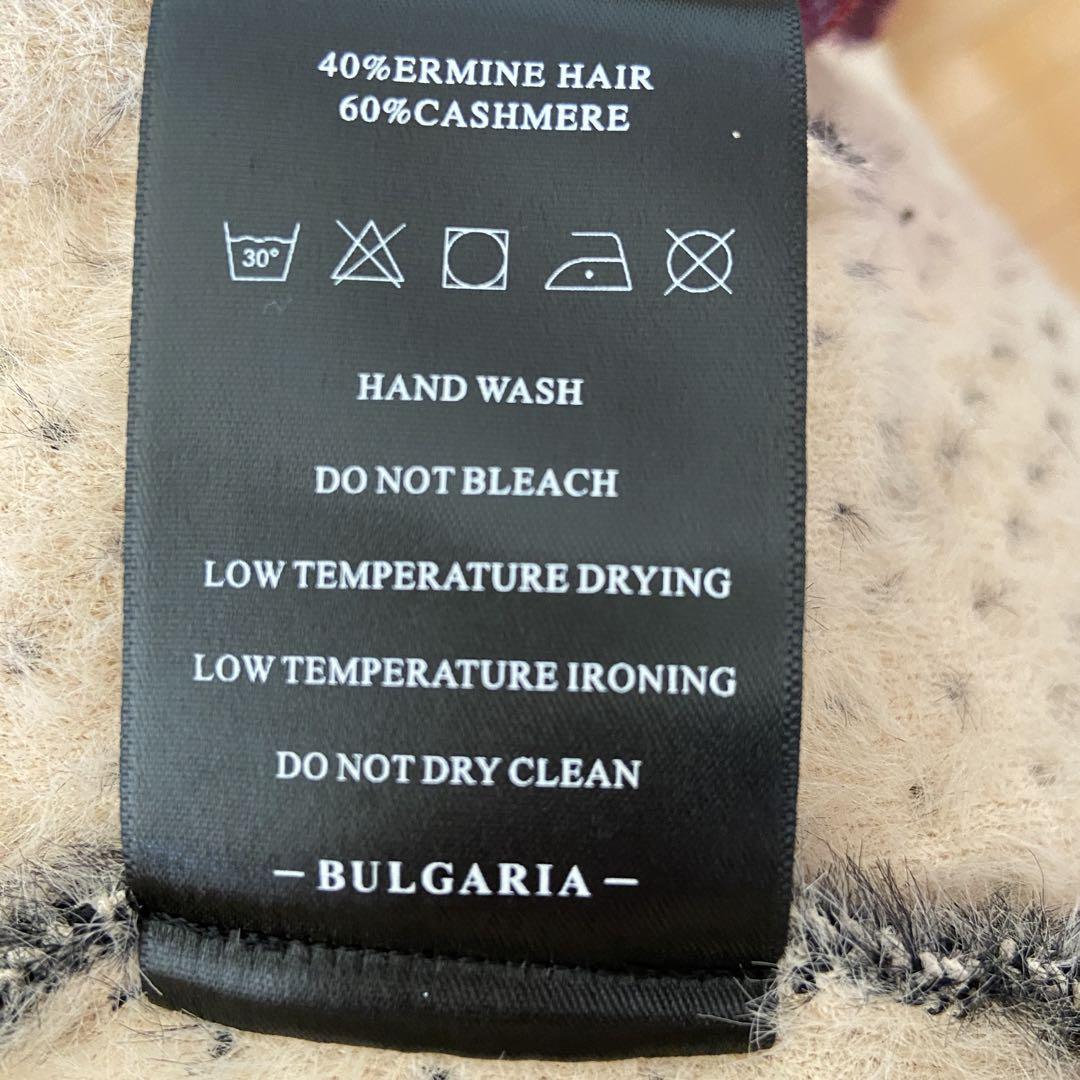 40%ERMINE HAIR
60%CASHMERE
30°
HAND WASH
DO NOT BLEACH
LOW TEMPERATURE DRYING
LOW TEMPERATURE IRONING
DO NOT DRY CLEAN
– BULGARIA –